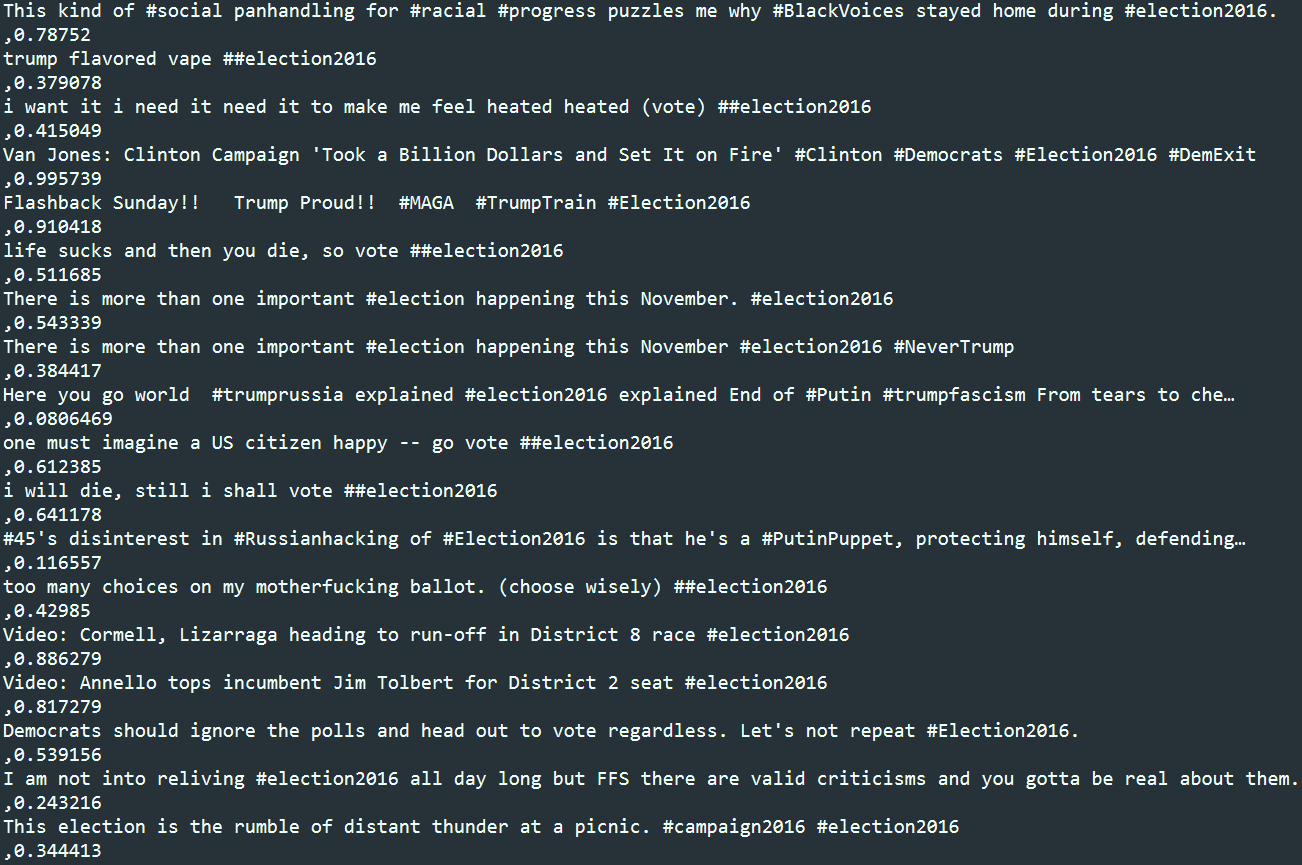 This kind of #social panhandling for #racial #progress puzzles me why #BlackVoices stayed home during #election2016.
,0.78752
trump flavored vape ##election2016
,0.379078
i want it i need it need it to make me feel heated heated (vote) ##election2016
,0.415049
Van Jones: Clinton Campaign 'Took a Billion Dollars and Set It on Fire' #Clinton #Democrats #Election2016 #DemExit
,0.995739
Flashback Sunday!!   Trump Proud!!  #MAGA  #TrumpTrain #Election2016
,0.910418
life sucks and then you die, so vote ##election2016
,0.511685
There is more than one important #election happening this November. #election2016
,0.543339
There is more than one important #election happening this November #election2016 #NeverTrump
,0.384417
Here you go world  #trumprussia explained #election2016 explained End of #Putin #trumpfascism From tears to che…
,0.0806469
one must imagine a US citizen happy -- go vote ##election2016
,0.612385
i will die, still i shall vote ##election2016
,0.641178
#45's disinterest in #Russianhacking of #Election2016 is that he's a #PutinPuppet, protecting himself, defending…
,0.116557
too many choices on my motherfucking ballot. (choose wisely) ##election2016
,0.42985
Video: Cormell, Lizarraga heading to run-off in District 8 race #election2016
,0.886279
Video: Annello tops incumbent Jim Tolbert for District 2 seat #election2016
,0.817279
Democrats should ignore the polls and head out to vote regardless. Let's not repeat #Election2016.
,0.539156
I am not into reliving #election2016 all day long but FFS there are valid criticisms and you gotta be real about them.
,0.243216
This election is the rumble of distant thunder at a picnic. #campaign2016 #election2016
,0.344413